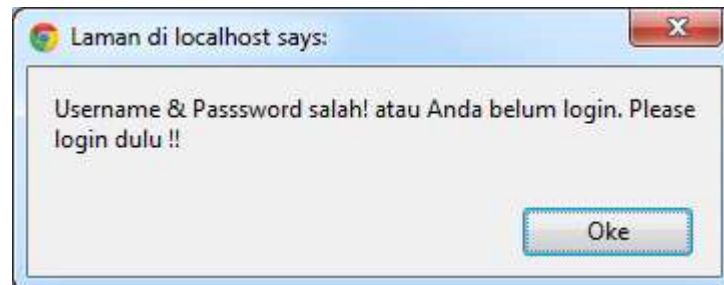 Laman di localhost says:
Username & Passsword salah! atau Anda belum login. Please
login dulu !!
Oke